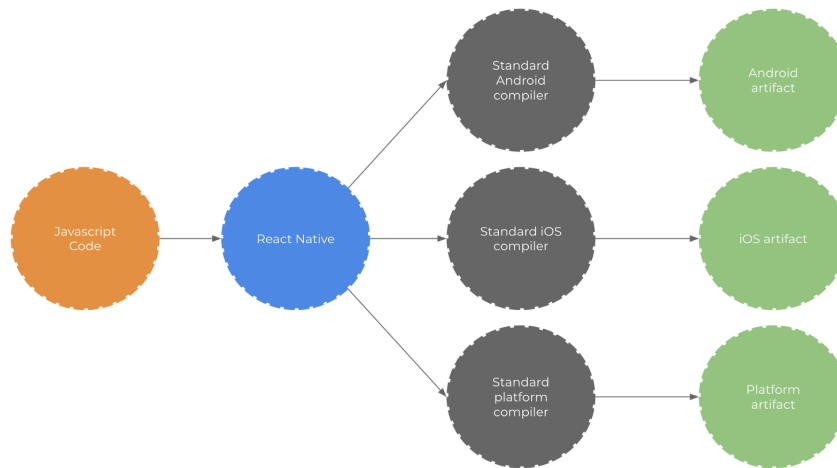 Standard
Android
compiler
Android
artifact
Javascript
Code
React Native
Standard iOS
compiler
iOS artifact
Standard
platform
compiler
Platform
artifact